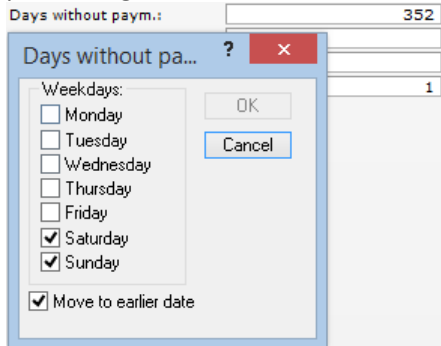 Days without paym.: 352
Days without pa... ? ×
1
Weekdays:
Monday
OK
Tuesday
Cancel
Wednesday
Thursday
Friday
Saturday
Sunday
Move to earlier date